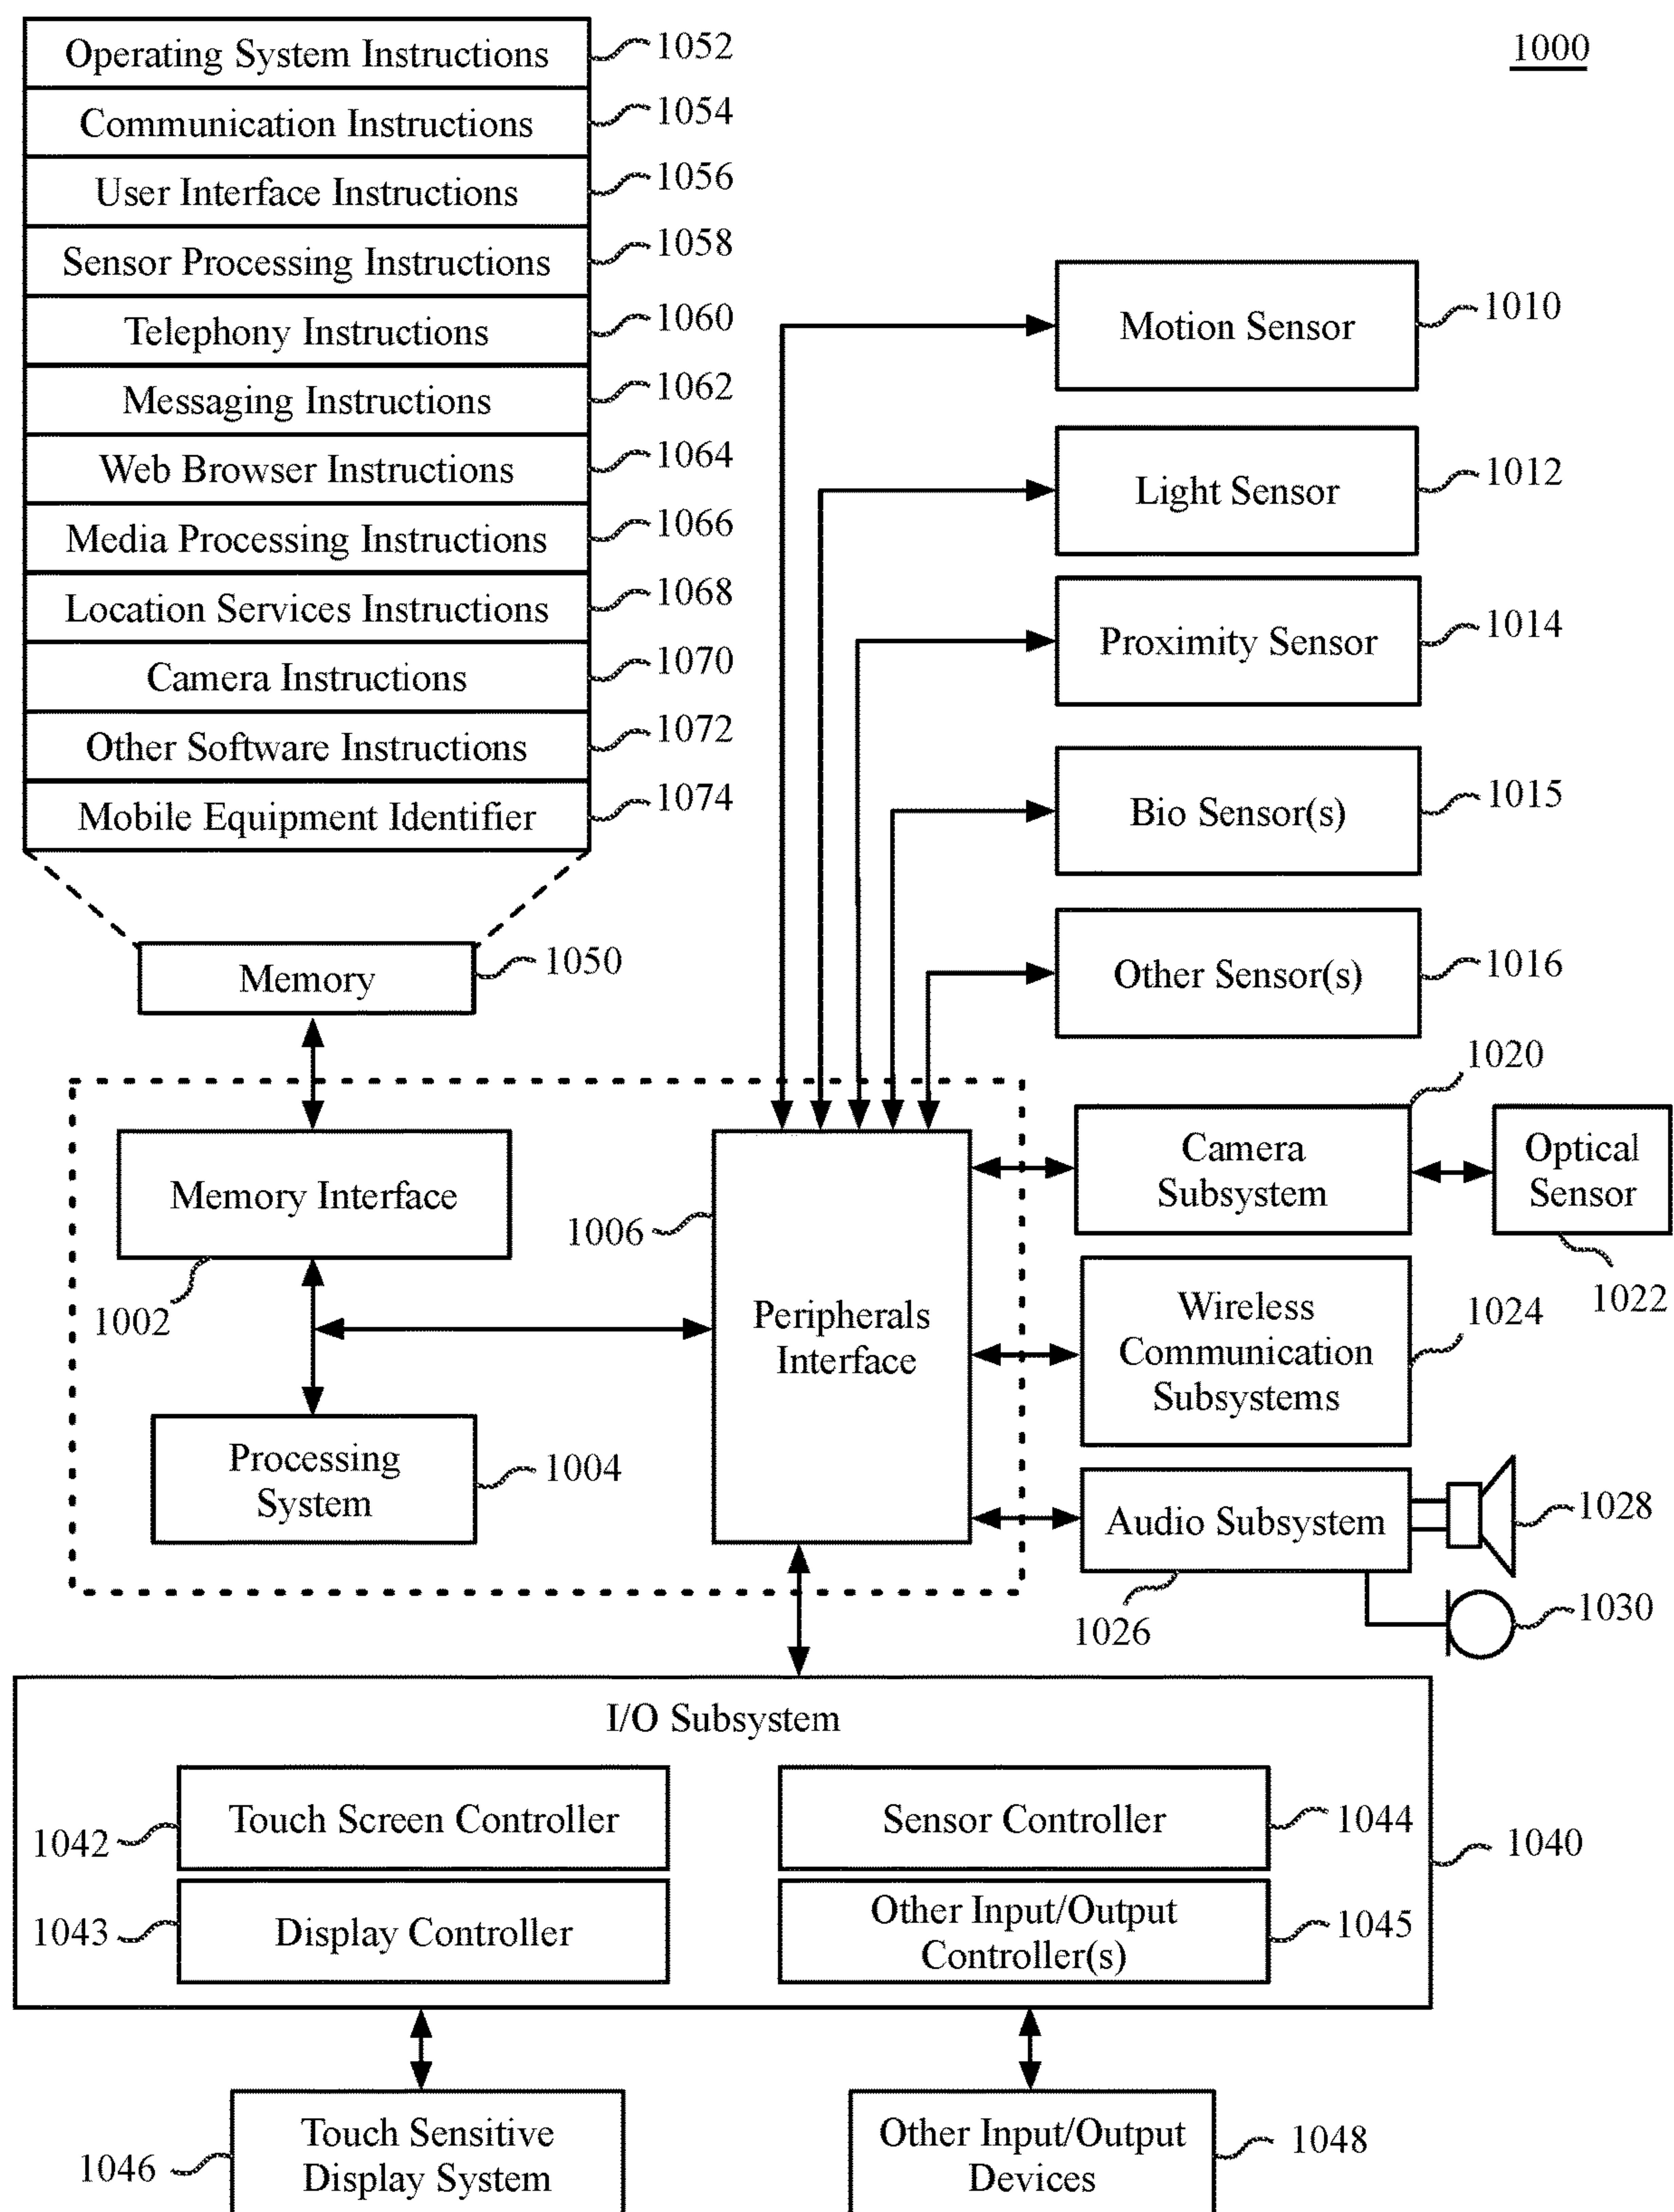 1000
Operating System Instructions
1052
Communication Instructions
1054
User Interface Instructions
1056
Sensor Processing Instructions
1058
Telephony Instructions
1060
Messaging Instructions
1062
Web Browser Instructions
1064
Media Processing Instructions
1066
Location Services Instructions
1068
Camera Instructions
1070
Other Software Instructions
1072
Mobile Equipment Identifier
1074
Memory
1050
Motion Sensor
1010
Light Sensor
1012
Proximity Sensor
1014
Bio Sensor(s)
1015
Other Sensor(s)
1016
Memory Interface
1002
Processing
System
1004
1006
Peripherals
Interface
1020
Camera
Subsystem
Optical
Sensor
1022
Wireless
Communication
Subsystems
1024
Audio Subsystem
1026
1028
1030
I/O Subsystem
1040
Touch Screen Controller
1042
Sensor Controller
1044
Display Controller
1043
Other Input/Output
Controller(s)
1045
Touch Sensitive
Display System
1046
Other Input/Output
Devices
1048